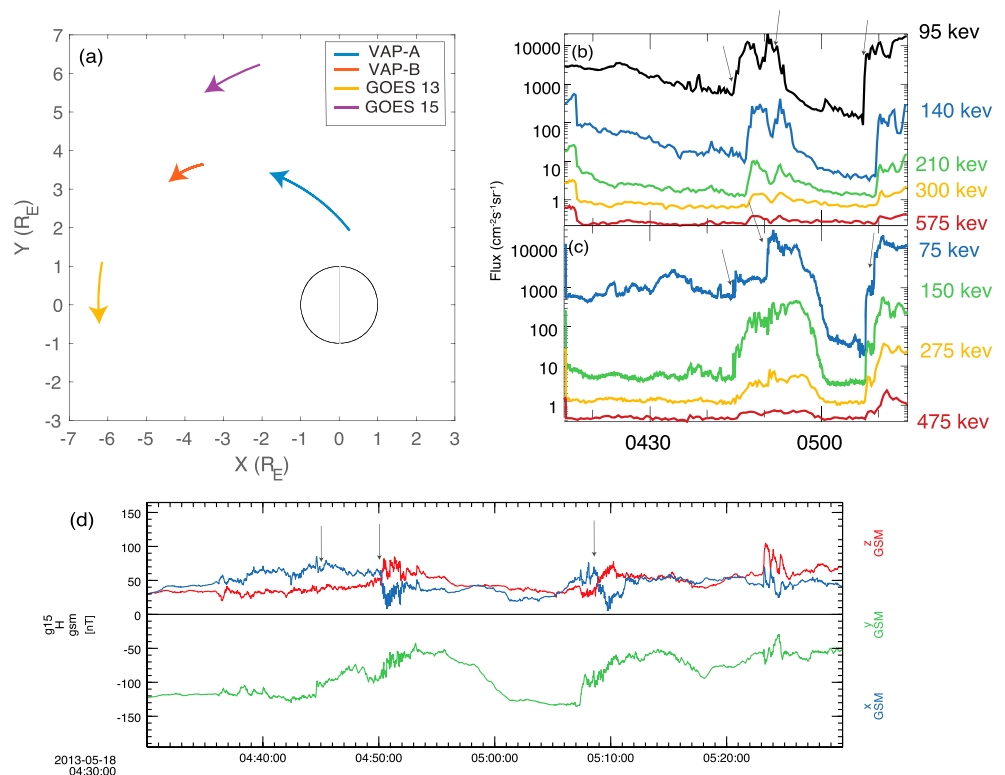 (a)
VAP-A
VAP-B
GOES 13
GOES 15
7
6
5
4
3
2
1
0
-1
-2
-3
Y (R_E)
-7 -6 -5 -4 -3 -2 -1 0 1 2 3
X (R_E)
(b)
10000
1000
100
10
1
95 kev
140 kev
210 kev
300 kev
575 kev
Flux (cm-2-s-1sr-1)
(c)
10000
1000
100
10
1
75 kev
150 kev
275 kev
475 kev
0430 0500
(d)
150
100
50
0
-50
-100
-150
g15
H
gsm
[nT]
z
GSM
y
GSM
x
GSM
04:40:00 04:50:00 05:00:00 05:10:00 05:20:00
2013-05-18
04:30:00